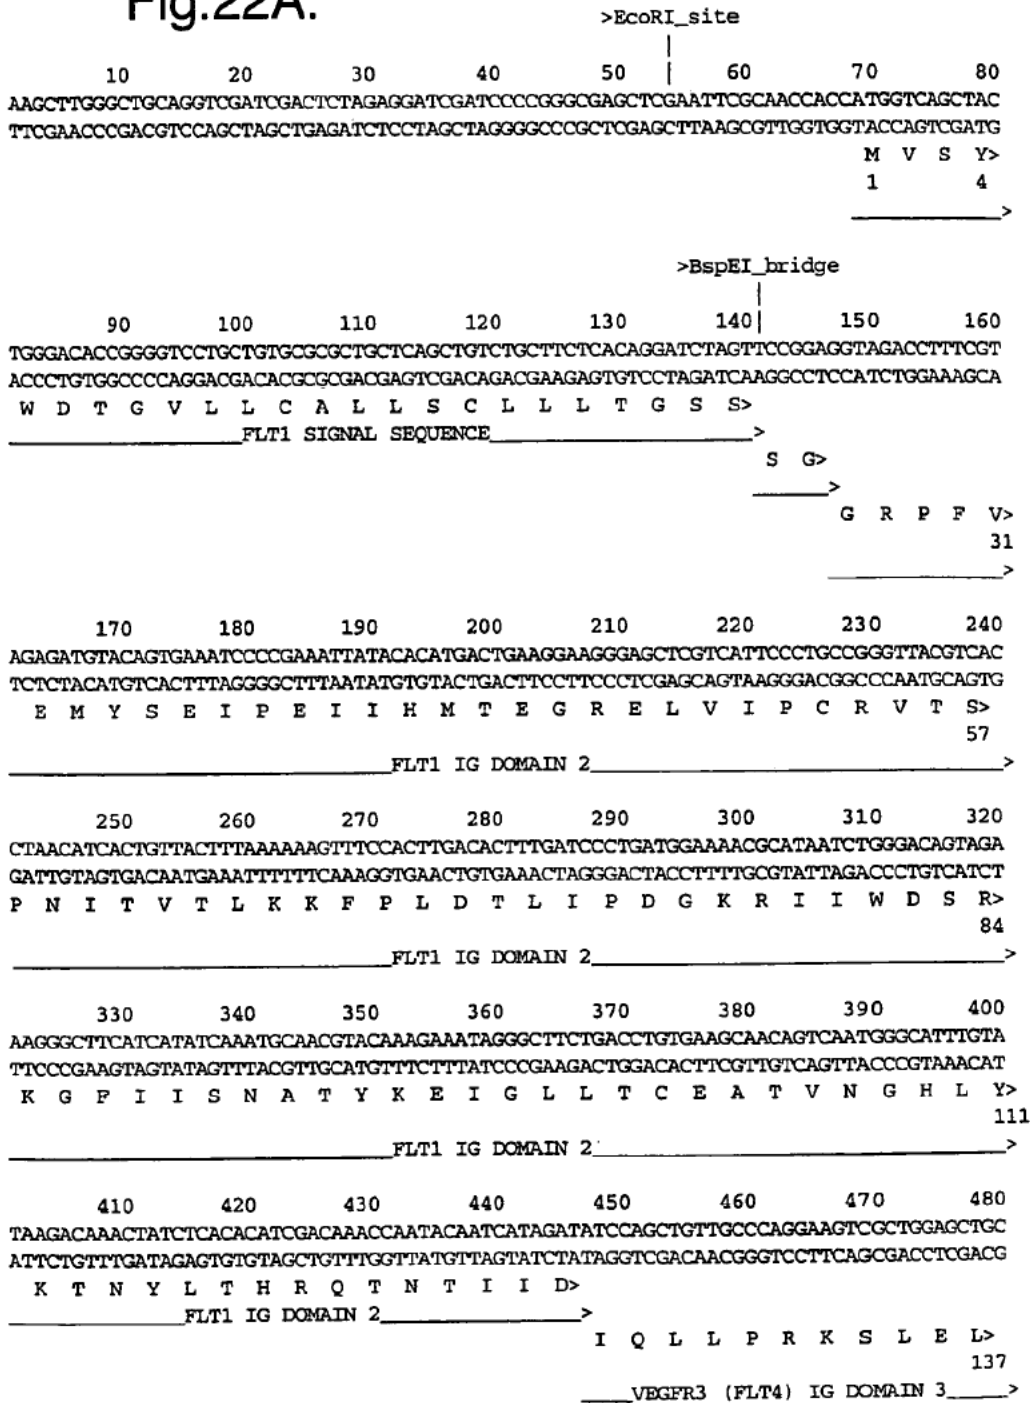 Fig.22A.
>EcoRI_site
10 20 30 40 50 60 70 80
AAGCTTGGGCTGCAGGTCGATCGACTCTAGAGGATCGATCCCCGGGCGAGCTCGAATTCGCAACCACCATGGTCAGCTAC
TTCGAACCCGACGTCCAGCTAGCTGAGATCTCCTAGCTAGGGGCCCGCTCGAGCTTAAGCGTTGGTGGTACCAGTCGATG
M V S Y>
1 4
>
>BspEI_bridge
90 100 110 120 130 140 150 160
TGGGACACCGGGGTCCTGCTGTGCGCGCTGCTCAGCTGTCTGCTTCTCACAGGATCTAGTTCCGGAGGTAGACCTTTCGT
ACCCTGTGGCCCCAGGACGACACGCGCGACGAGTCGACAGACGAAGAGTGTCCTAGATCAAGGCCTCCATCTGGAAAGCA
W D T G V L L C A L L S C L L L T G S S>
FLT1 SIGNAL SEQUENCE >
S G>
>
G R P F V>
31
>
170 180 190 200 210 220 230 240
AGAGATGTACAGTGAAATCCCCGAAATTATACACATGACTGAAGGAAGGGAGCTCGTCATTCCCTGCCGGGTTACGTCAC
TCTCTACATGTCACTTTAGGGGCTTTAATATGTGTACTGACTTCCTTCCCTCGAGCAGTAAGGGACGGCCCAATGCAGTG
E M Y S E I P E I I H M T E G R E L V I P C R V T S>
57
FLT1 IG DOMAIN 2 >
250 260 270 280 290 300 310 320
CTAACATCACTGTTACTTTAAAAAAGTTTCCACTTGACACTTTGATCCCTGATGGAAAACGCATAATCTGGGACAGTAGA
GATTGTAGTGACAATGAAATTTTTTCAAAGGTGAACTGTGAAACTAGGGACTACCTTTTGCGTATTAGACCCTGTCATCT
P N I T V T L K K F P L D T L I P D G K R I I W D S R>
84
FLT1 IG DOMAIN 2 >
330 340 350 360 370 380 390 400
AAGGGCTTCATCATATCAAATGCAACGTACAAAGAAATAGGGCTTCTGACCTGTGAAGCAACAGTCAATGGGCATTTGTA
TTCCCGAAGTAGTATAGTTTACGTTGCATGTTTCTTTATCCCGAAGACTGGACACTTCGTTGTCAGTTACCCGTAAACAT
K G F I I S N A T Y K E I G L L T C E A T V N G H L Y>
111
FLT1 IG DOMAIN 2 >
410 420 430 440 450 460 470 480
TAAGACAAACTATCTCACACATCGACAAACCAATACAATCATAGATATCCAGCTGTTGCCCAGGAAGTCGCTGGAGCTGC
ATTCTGTTTGATAGAGTGTGTAGCTGTTTGGTTATGTTAGTATCTATAGGTCGACAACGGGTCCTTCAGCGACCTCGACG
K T N Y L T H R Q T N T I I D>
FLT1 IG DOMAIN 2 >
I Q L L P R K S L E L>
137
VEGFR3 (FLT4) IG DOMAIN 3 >